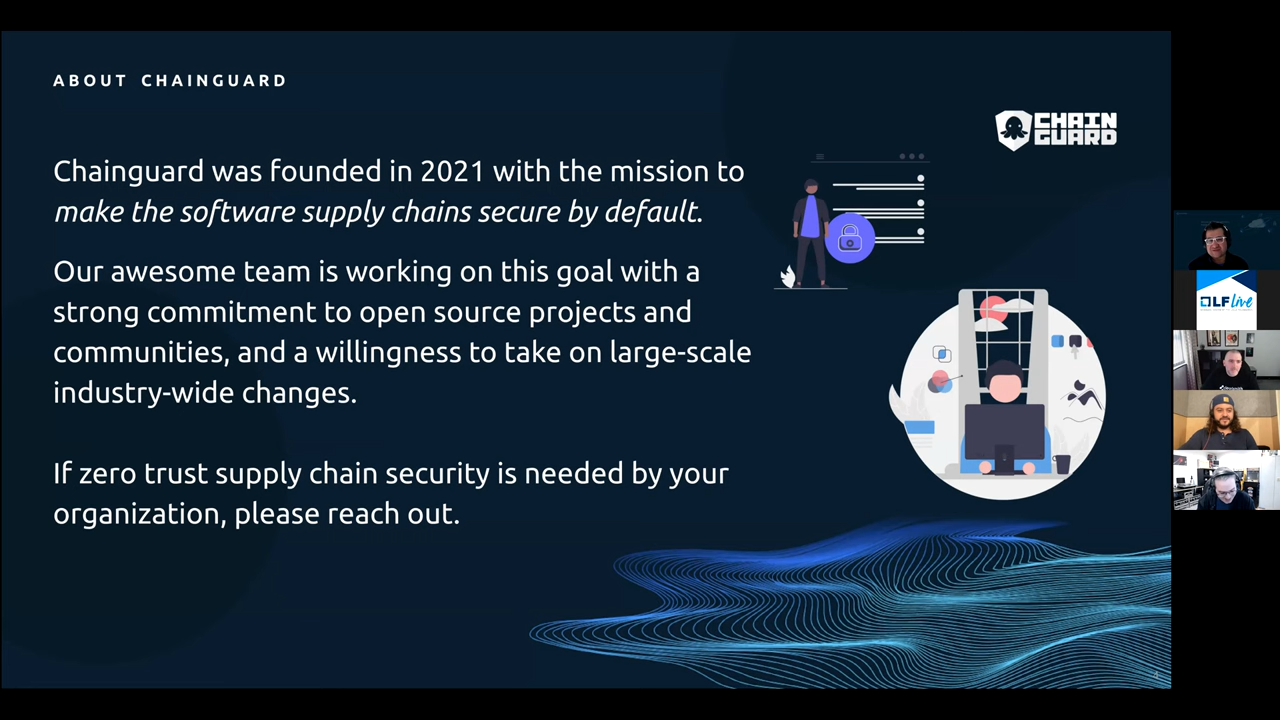 ABOUT CHAINGUARD
CHAIN
GUARD
Chainguard was founded in 2021 with the mission to
make the software supply chains secure by default.
Our awesome team is working on this goal with a
strong commitment to open source projects and
communities, and a willingness to take on large-scale
industry-wide changes.
If zero trust supply chain security is needed by your
organization, please reach out.
4
LF live